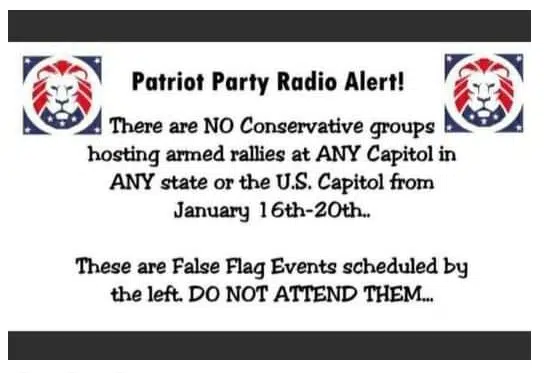 Patriot Party Radio Alert!
There are NO Conservative groups
hosting armed rallies at ANY Capitol in
ANY state or the U.S. Capitol from
January 16th-20th..
These are False Flag Events scheduled by
the left. DO NOT ATTEND THEM...